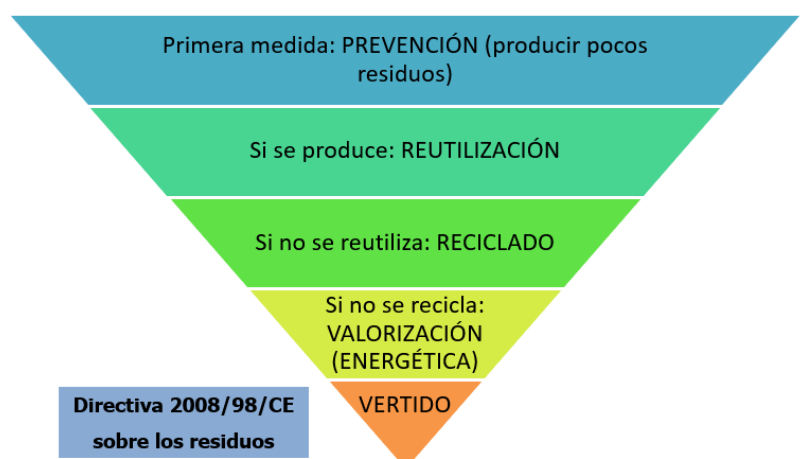 Primera medida: PREVENCIÓN (producir pocos
residuos)
Si se produce: REUTILIZACIÓN
Si no se reutiliza: RECICLADO
Si no se recicla:
VALORIZACIÓN
(ENERGÉTICA)
VERTIDO
Directiva 2008/98/CE
sobre los residuos